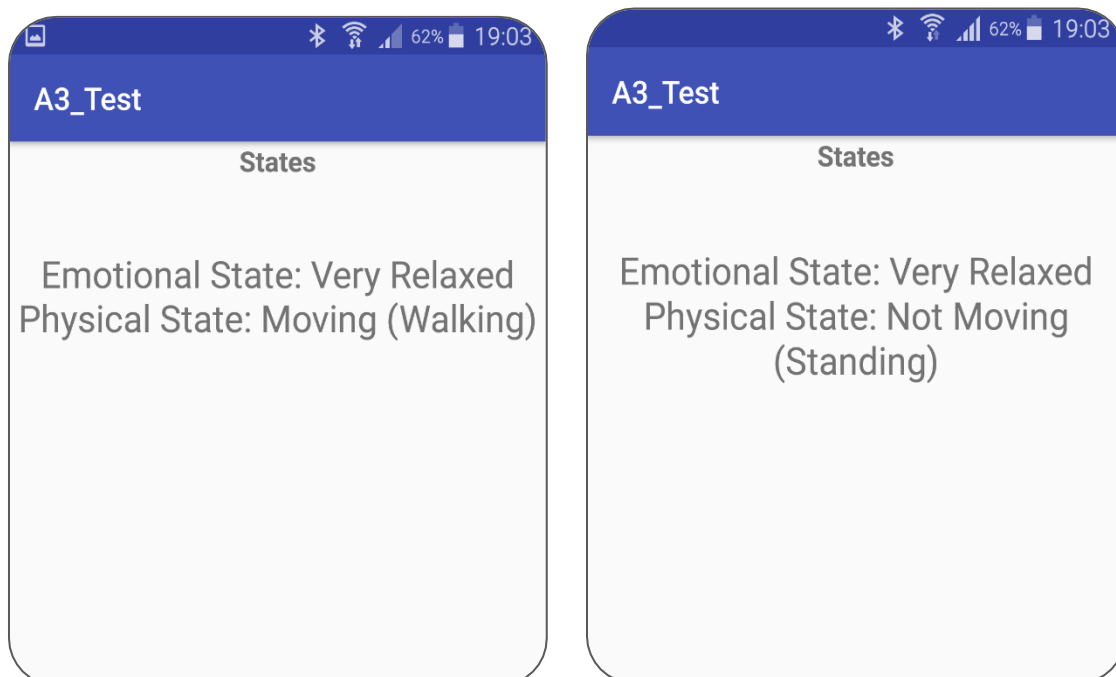 62% 19:03
A3_Test
States
Emotional State: Very Relaxed
Physical State: Moving (Walking)
62% 19:03
A3_Test
States
Emotional State: Very Relaxed
Physical State: Not Moving
(Standing)